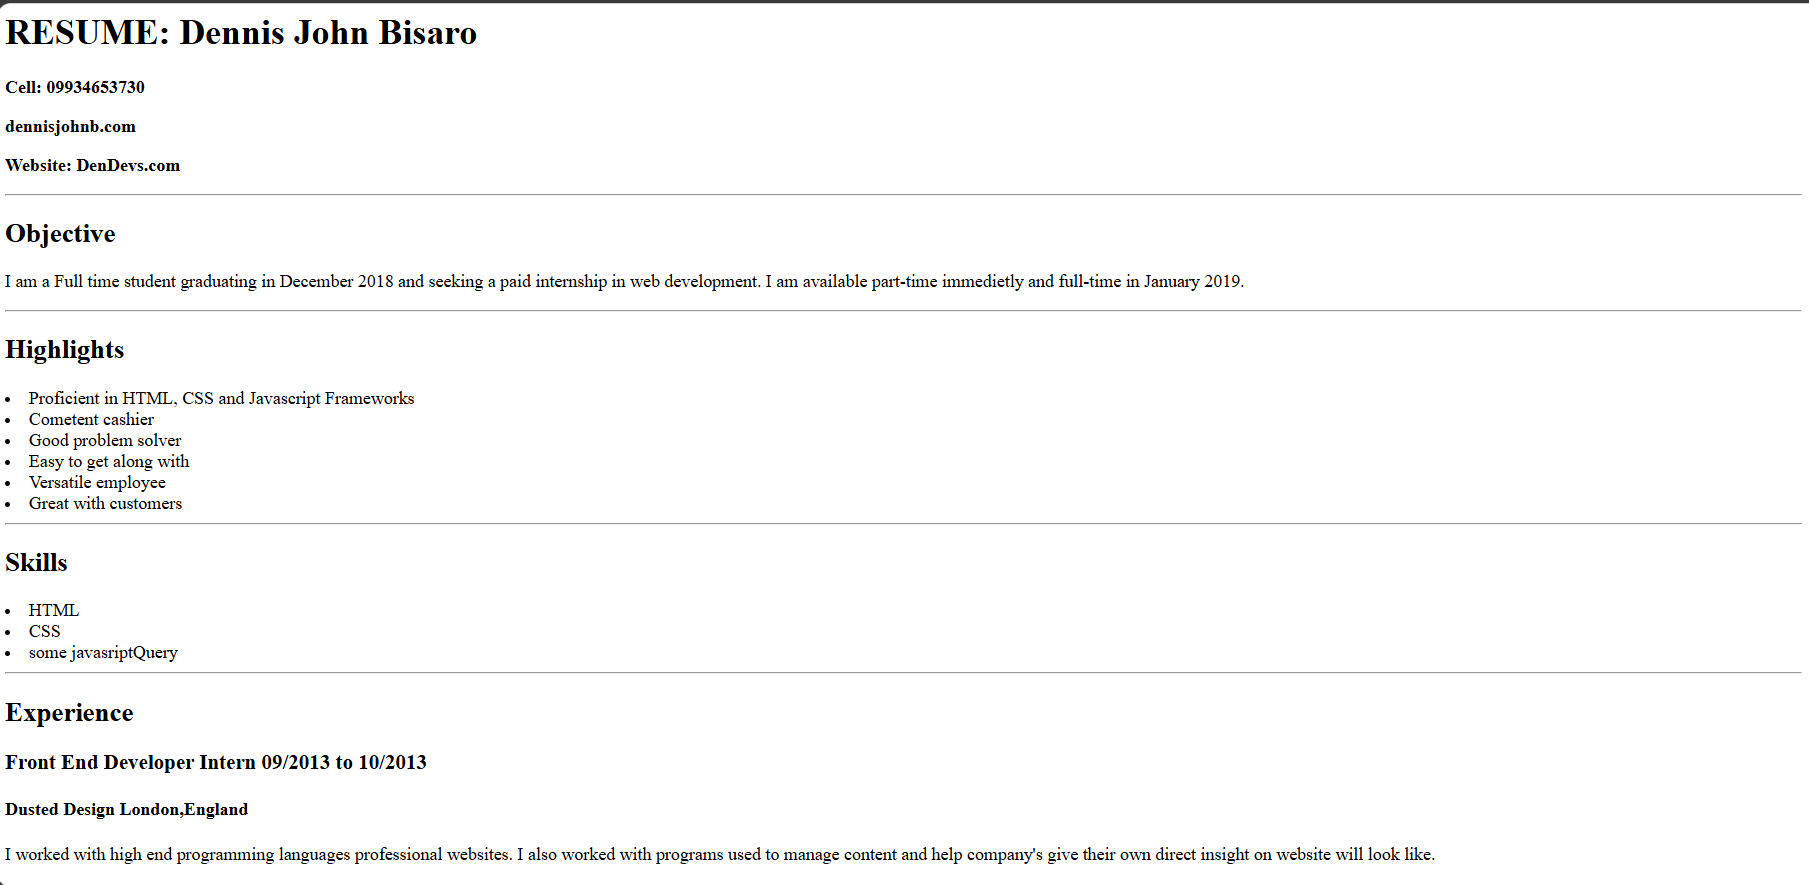 RESUME: Dennis John Bisaro
Cell: 09934653730
dennisjohnb.com
Website: DenDevs.com
Objective
I am a Full time student graduating in December 2018 and seeking a paid internship in web development. I am available part-time immedietly and full-time in January 2019.
Highlights
• Proficient in HTML, CSS and Javascript Frameworks
• Cometent cashier
• Good problem solver
• Easy to get along with
• Versatile employee
• Great with customers
Skills
• HTML
• CSS
• some javasriptQuery
Experience
Front End Developer Intern 09/2013 to 10/2013
Dusted Design London,England
I worked with high end programming languages professional websites. I also worked with programs used to manage content and help company's give their own direct insight on website will look like.